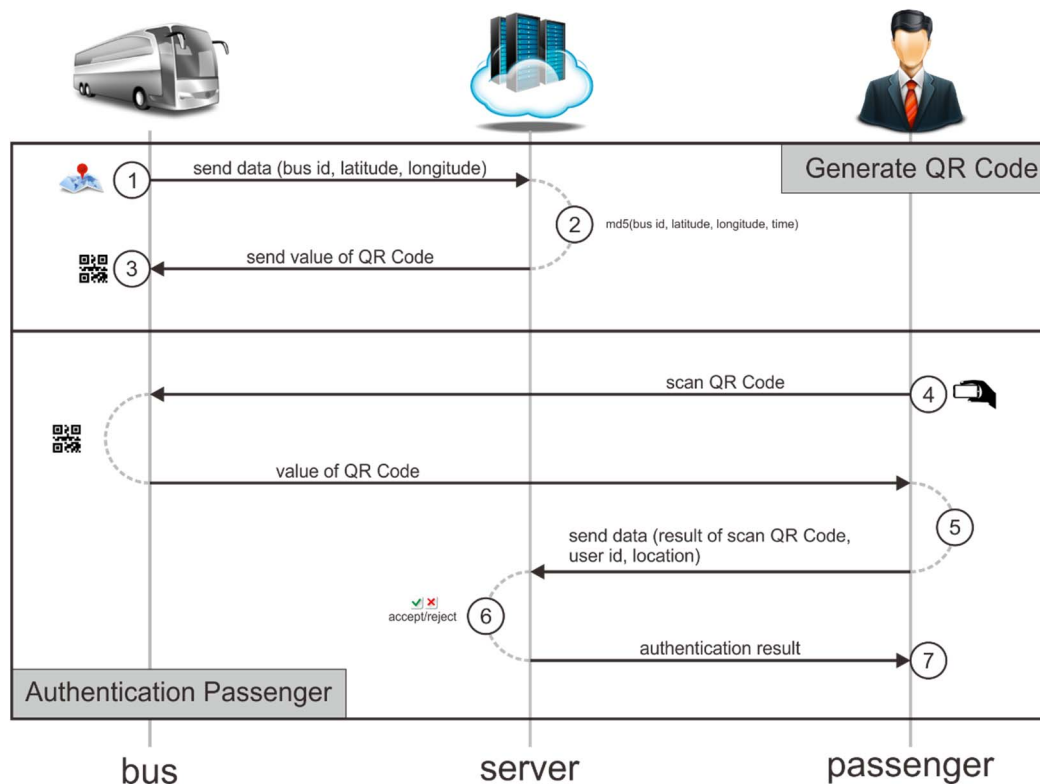 Generate QR Code
1
send data (bus id, latitude, longitude)
2
md5(bus id, latitude, longitude, time)
3
send value of QR Code
scan QR Code
4
value of QR Code
5
send data (result of scan QR Code,
user id, location)
accept/reject
6
authentication result
7
Authentication Passenger
bus
server
passenger